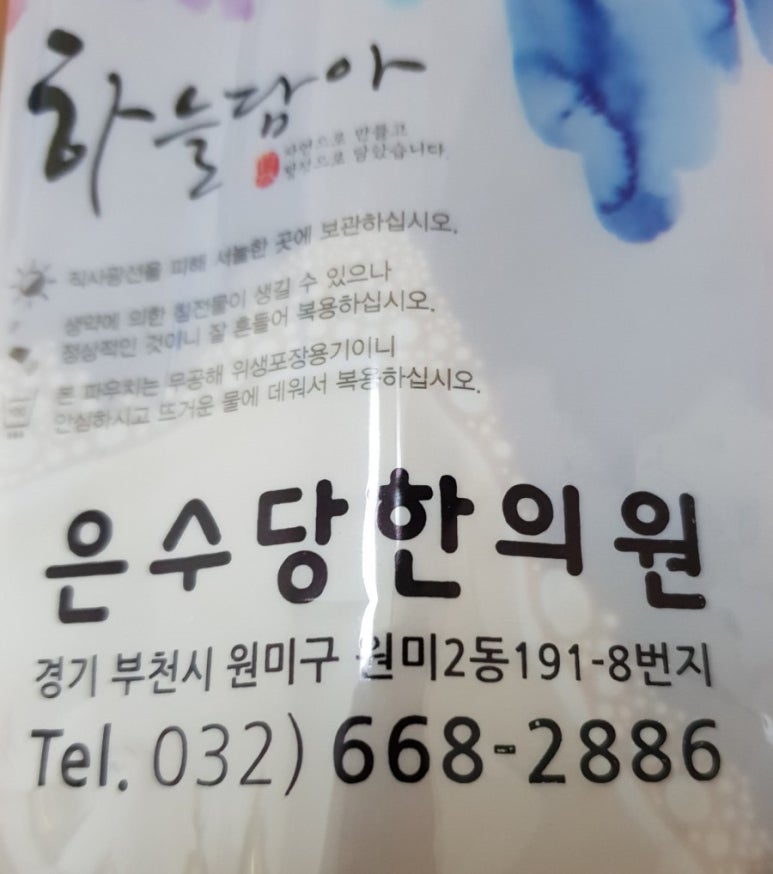 하늘담아
자연으로 만들고
정성으로 담았습니다.
직사광선을 피해 서늘한 곳에 보관하십시오.
생약에 의한 침전물이 생길 수 있으나
정상적인 것이니 잘 흔들어 복용하십시오.
본 파우치는 무공해 위생포장용기이니
안심하시고 뜨거운 물에 데워서 복용하십시오.
은수당한의원
경기 부천시 원미구 원미2동191-8번지
Tel. 032) 668-2886